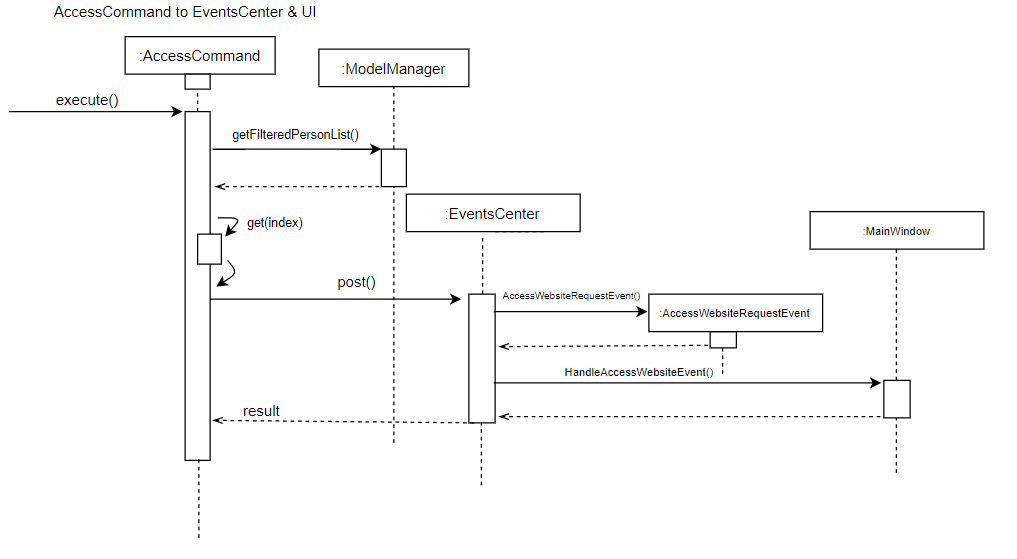 AccessCommand to EventsCenter & UI
:AccessCommand
:ModelManager
execute()
getFilteredPersonList()
:EventsCenter
get(index)
:MainWindow
post()
AccessWebsiteRequestEvent()
:AccessWebsiteRequestEvent
HandleAccessWebsiteEvent()
result